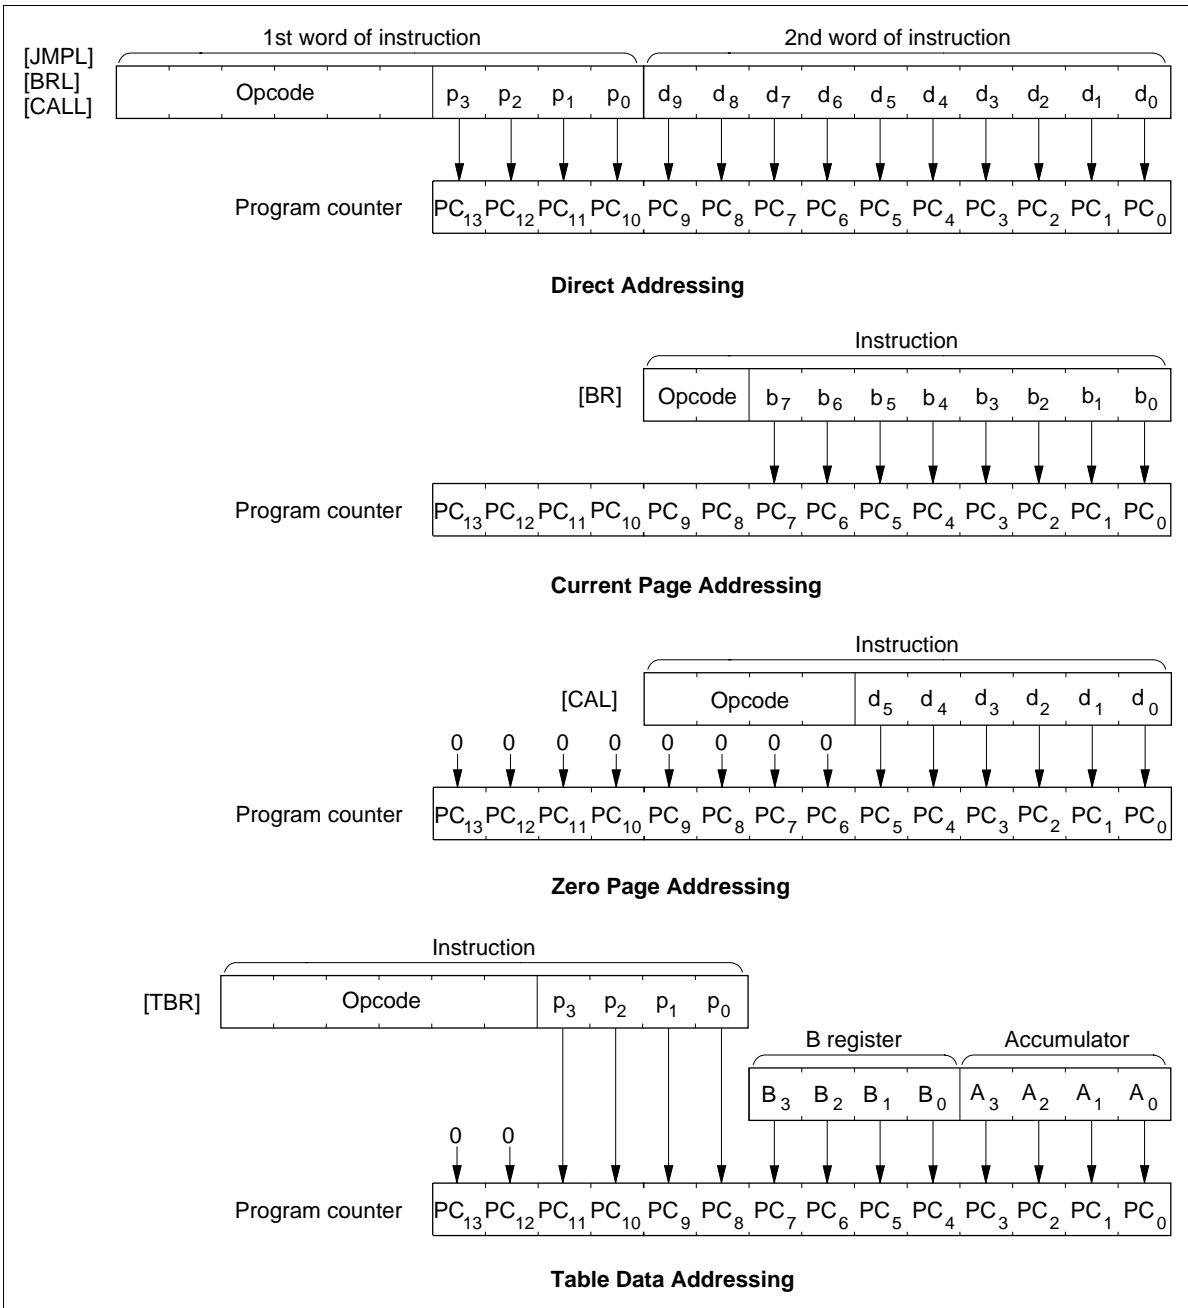 1st word of instruction 2nd word of instruction
[JMPL]
[BRL]
[CALL]
Opcode p3 p2 p1 p0 d9 d8 d7 d6 d5 d4 d3 d2 d1 d0
Program counter PC13 PC12 PC11 PC10 PC9 PC8 PC7 PC6 PC5 PC4 PC3 PC2 PC1 PC0
Direct Addressing
Instruction
[BR] Opcode b7 b6 b5 b4 b3 b2 b1 b0
Program counter PC13 PC12 PC11 PC10 PC9 PC8 PC7 PC6 PC5 PC4 PC3 PC2 PC1 PC0
Current Page Addressing
Instruction
[CAL] Opcode d5 d4 d3 d2 d1 d0
0 0 0 0 0 0 0 0
Program counter PC13 PC12 PC11 PC10 PC9 PC8 PC7 PC6 PC5 PC4 PC3 PC2 PC1 PC0
Zero Page Addressing
Instruction
[TBR] Opcode p3 p2 p1 p0
B register Accumulator
B3 B2 B1 B0 A3 A2 A1 A0
0 0
Program counter PC13 PC12 PC11 PC10 PC9 PC8 PC7 PC6 PC5 PC4 PC3 PC2 PC1 PC0
Table Data Addressing